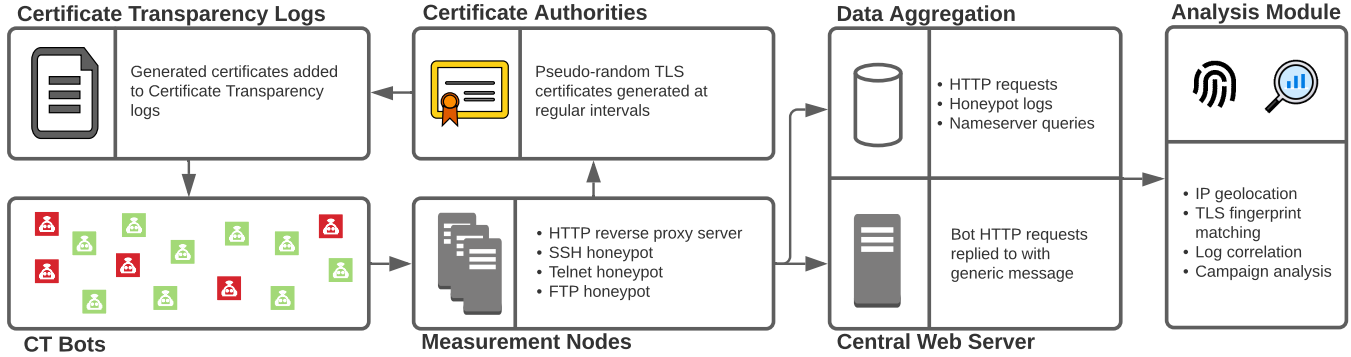 Certificate Transparency Logs
Generated certificates added
to Certificate Transparency
logs
Certificate Authorities
Pseudo-random TLS
certificates generated at
regular intervals
Data Aggregation
• HTTP requests
• Honeypot logs
• Nameserver queries
Analysis Module
• IP geolocation
• TLS fingerprint
matching
• Log correlation
• Campaign analysis
CT Bots
• HTTP reverse proxy server
• SSH honeypot
• Telnet honeypot
• FTP honeypot
Measurement Nodes
Bot HTTP requests
replied to with
generic message
Central Web Server